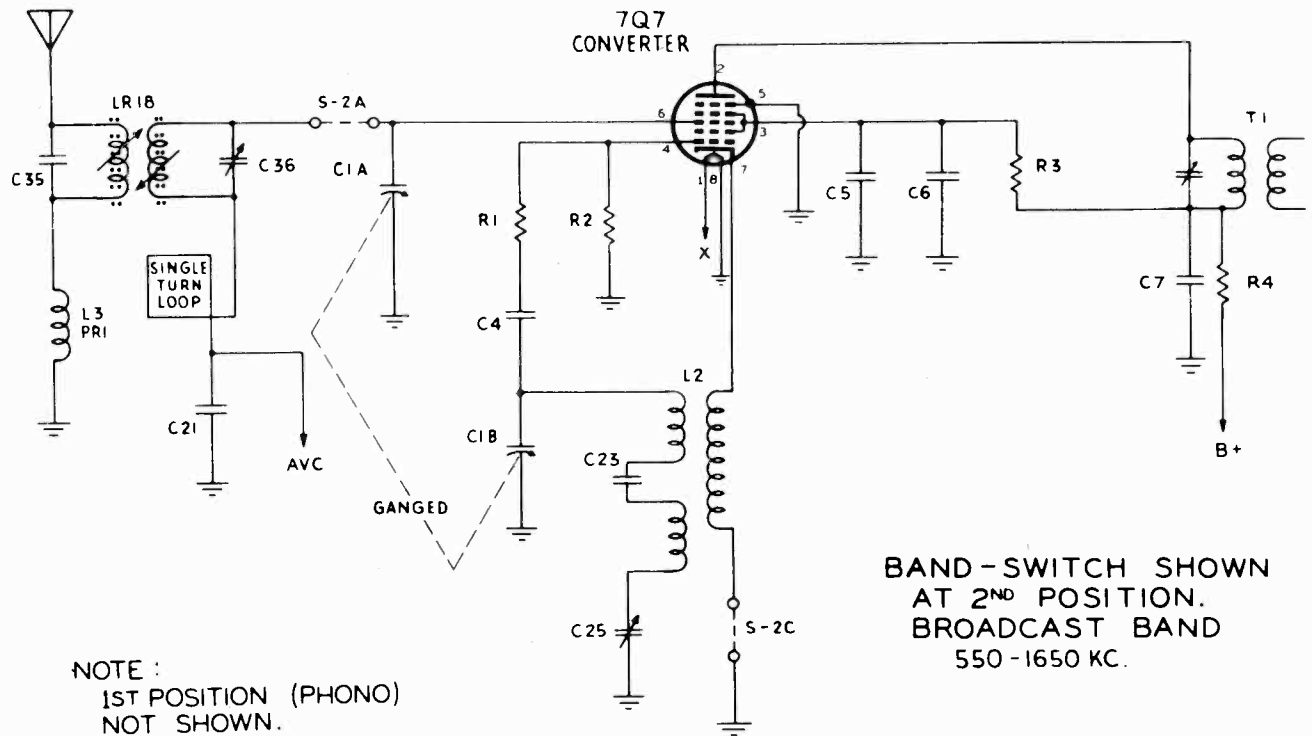 7Q7
CONVERTER
LR18
S-2A
2
5
6
3
4
1 8
7
T1
C35
C36
C1A
R1
R2
C5
C6
R3
X
SINGLE
TURN
LOOP
C7
R4
L3
PRI
C4
L2
C21
AVC
C1B
C23
B+
GANGED
C25
S-2C
BAND-SWITCH SHOWN
AT 2ND POSITION.
BROADCAST BAND
550-1650 KC.
NOTE:
1ST POSITION (PHONO)
NOT SHOWN.